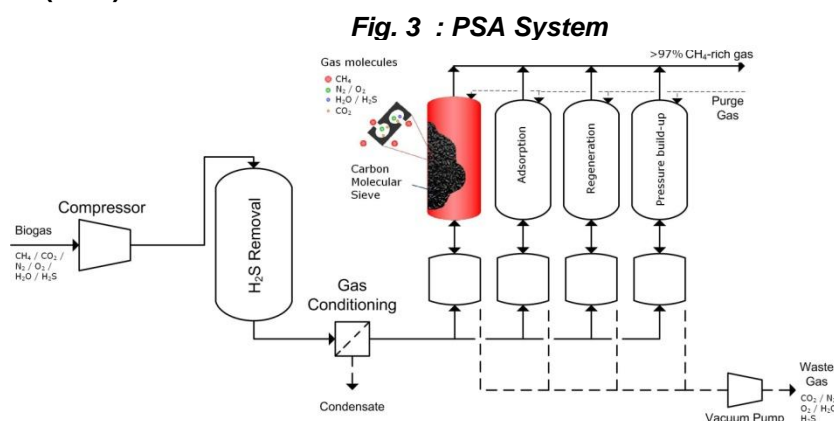 Fig. 3 : PSA System
>97% CH₄-rich gas
Gas molecules
CH₄
N₂ / O₂
H₂O / H₂S
CO₂
Purge
Gas
Carbon
Molecular
Sieve
Adsorption
Regeneration
Pressure build-up
Compressor
Biogas
CH₄ / CO₂ /
N₂ / O₂ /
H₂O / H₂S
H₂S Removal
Gas
Conditioning
Condensate
Waste
Gas
CO₂ / N₂
O₂ / H₂O
H₂S
Vacuum Pump